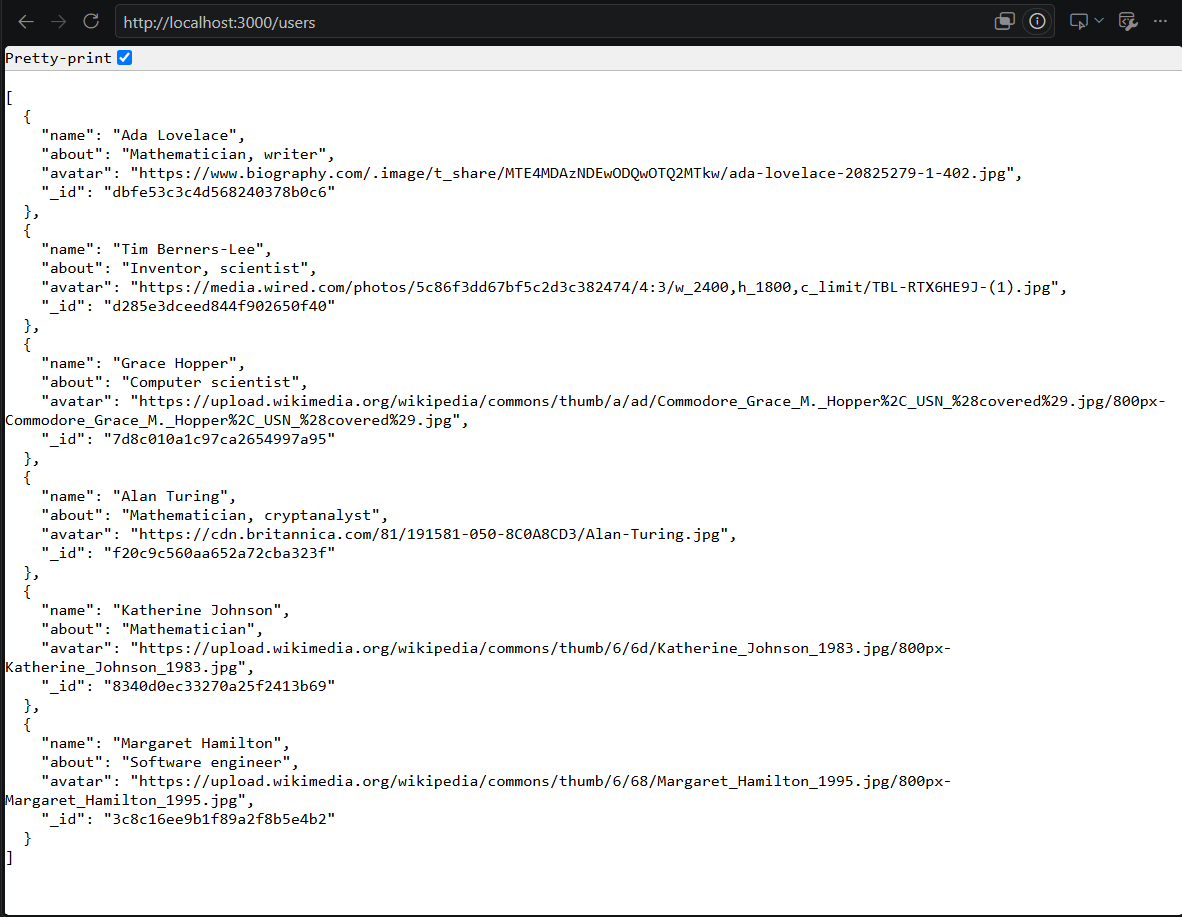 http://localhost:3000/users
Pretty-print
[
  {
    "name": "Ada Lovelace",
    "about": "Mathematician, writer",
    "avatar": "https://www.biography.com/.image/t_share/MTE4MDAzNDEwODQwOTQ2MTkw/ada-lovelace-20825279-1-402.jpg",
    "_id": "dbfe53c3c4d568240378b0c6"
  },
  {
    "name": "Tim Berners-Lee",
    "about": "Inventor, scientist",
    "avatar": "https://media.wired.com/photos/5c86f3dd67bf5c2d3c382474/4:3/w_2400,h_1800,c_limit/TBL-RTX6HE9J-(1).jpg",
    "_id": "d285e3dceed844f902650f40"
  },
  {
    "name": "Grace Hopper",
    "about": "Computer scientist",
    "avatar": "https://upload.wikimedia.org/wikipedia/commons/thumb/a/ad/Commodore_Grace_M._Hopper%2C_USN_%28covered%29.jpg/800px-
Commodore_Grace_M._Hopper%2C_USN_%28covered%29.jpg",
    "_id": "7d8c010a1c97ca2654997a95"
  },
  {
    "name": "Alan Turing",
    "about": "Mathematician, cryptanalyst",
    "avatar": "https://cdn.britannica.com/81/191581-050-8C0A8CD3/Alan-Turing.jpg",
    "_id": "f20c9c560aa652a72cba323f"
  },
  {
    "name": "Katherine Johnson",
    "about": "Mathematician",
    "avatar": "https://upload.wikimedia.org/wikipedia/commons/thumb/6/6d/Katherine_Johnson_1983.jpg/800px-
Katherine_Johnson_1983.jpg",
    "_id": "8340d0ec33270a25f2413b69"
  },
  {
    "name": "Margaret Hamilton",
    "about": "Software engineer",
    "avatar": "https://upload.wikimedia.org/wikipedia/commons/thumb/6/68/Margaret_Hamilton_1995.jpg/800px-
Margaret_Hamilton_1995.jpg",
    "_id": "3c8c16ee9b1f89a2f8b5e4b2"
  }
]